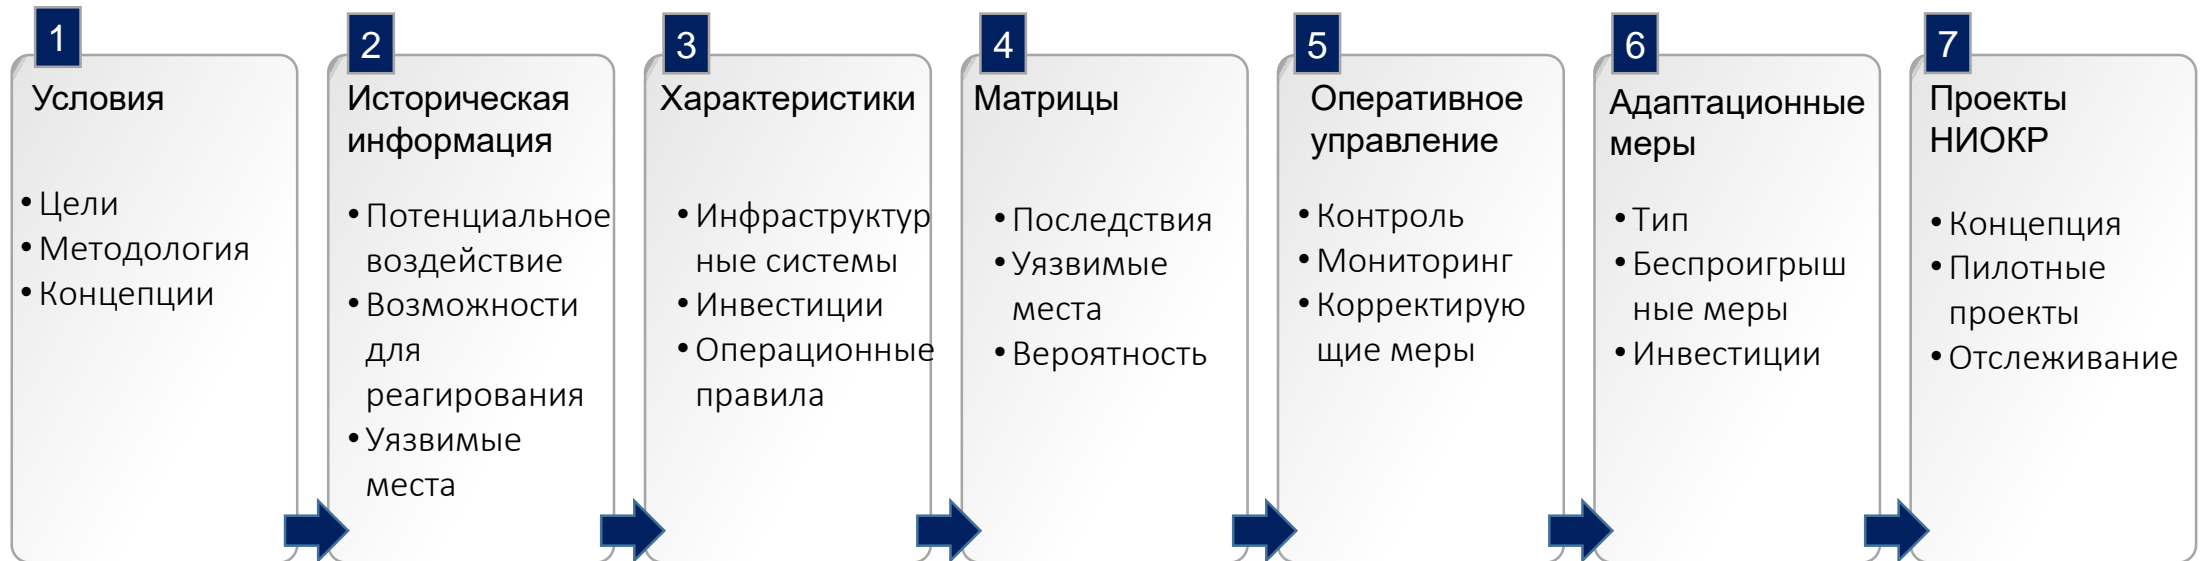 1
Условия
• Цели
• Методология
• Концепции
2
Историческая
информация
• Потенциальное
воздействие
• Возможности
для
реагирования
• Уязвимые
места
3
Характеристики
• Инфраструктур
ные системы
• Инвестиции
• Операционные
правила
4
Матрицы
• Последствия
• Уязвимые
места
• Вероятность
5
Оперативное
управление
• Контроль
• Мониторинг
• Корректирую
щие меры
6
Адаптационные
меры
• Тип
• Беспроигрыш
ные меры
• Инвестиции
7
Проекты
НИОКР
• Концепция
• Пилотные
проекты
• Отслеживание